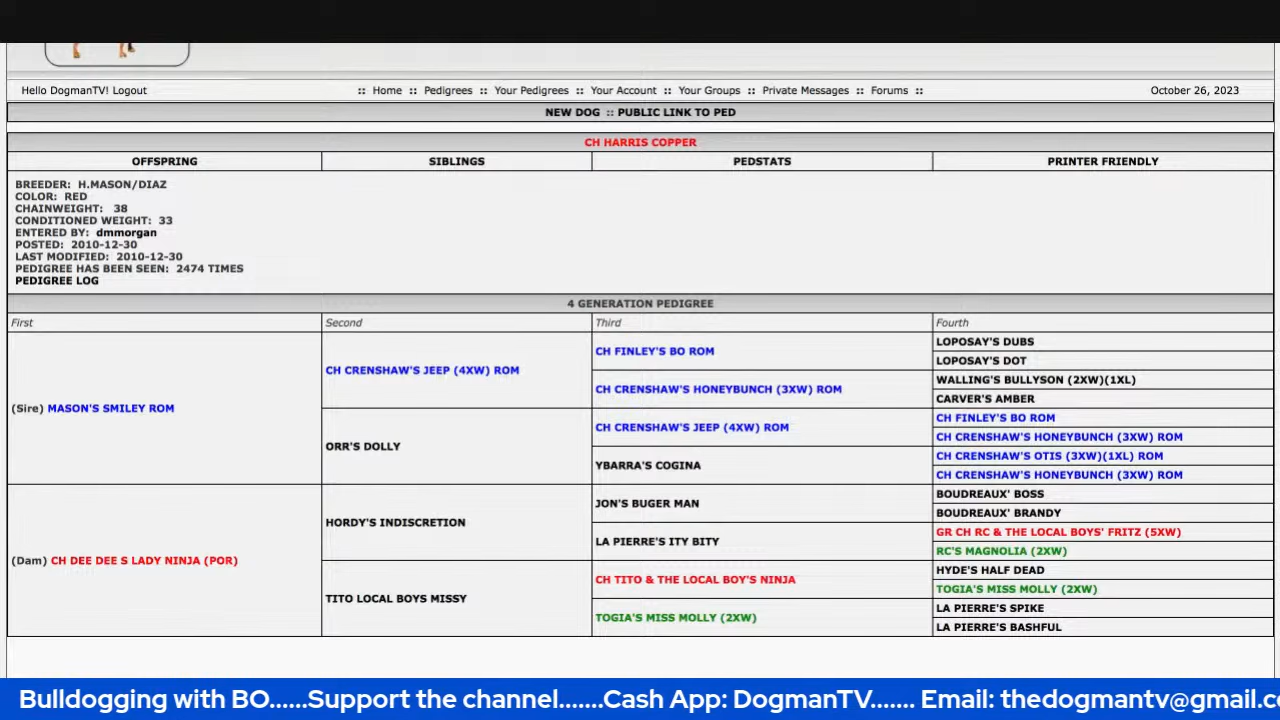 Hello DogmanTV! Logout :: Home :: Pedigrees :: Your Pedigrees :: Your Account :: Your Groups :: Private Messages :: Forums :: October 26, 2023
NEW DOG :: PUBLIC LINK TO PED
CH HARRIS COPPER
OFFSPRING SIBLINGS PEDSTATS PRINTER FRIENDLY
BREEDER: H.MASON/DIAZ
COLOR: RED
CHAINWEIGHT: 38
CONDITIONED WEIGHT: 33
ENTERED BY: dmmorgan
POSTED: 2010-12-30
LAST MODIFIED: 2010-12-30
PEDIGREE HAS BEEN SEEN: 2474 TIMES
PEDIGREE LOG
4 GENERATION PEDIGREE
First Second Third Fourth
(Sire) MASON'S SMILEY ROM
CH CRENSHAW'S JEEP (4XW) ROM
CH FINLEY'S BO ROM
LOPOSAY'S DUBS
LOPOSAY'S DOT
CH CRENSHAW'S HONEYBUNCH (3XW) ROM
WALLING'S BULLYSON (2XW)(1XL)
CARVER'S AMBER
ORR'S DOLLY
CH CRENSHAW'S JEEP (4XW) ROM
CH FINLEY'S BO ROM
CH CRENSHAW'S HONEYBUNCH (3XW) ROM
YBARRA'S COGINA
CH CRENSHAW'S OTIS (3XW)(1XL) ROM
CH CRENSHAW'S HONEYBUNCH (3XW) ROM
(Dam) CH DEE DEE S LADY NINJA (POR)
HORDY'S INDISCRETION
JON'S BUGER MAN
BOUDREAUX' BOSS
BOUDREAUX' BRANDY
LA PIERRE'S ITY BITY
GR CH RC & THE LOCAL BOYS' FRITZ (5XW)
RC'S MAGNOLIA (2XW)
TITO LOCAL BOYS MISSY
CH TITO & THE LOCAL BOY'S NINJA
HYDE'S HALF DEAD
TOGIA'S MISS MOLLY (2XW)
TOGIA'S MISS MOLLY (2XW)
LA PIERRE'S SPIKE
LA PIERRE'S BASHFUL
Bulldogging with BO......Support the channel.......Cash App: DogmanTV....... Email: thedogmantv@gmail.c